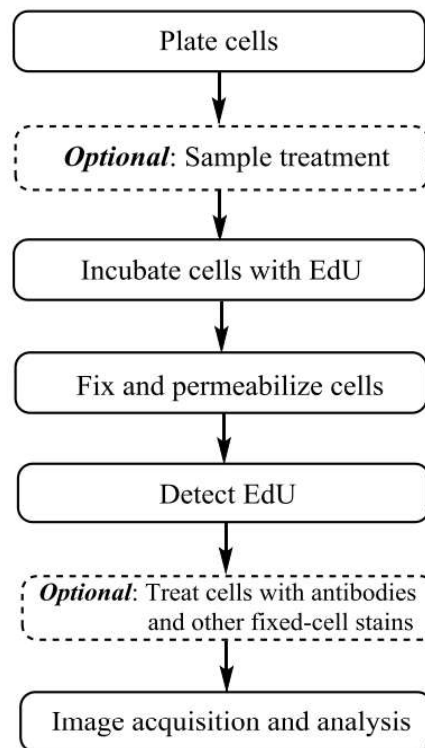 Plate cells
Optional: Sample treatment
Incubate cells with EdU
Fix and permeabilize cells
Detect EdU
Optional: Treat cells with antibodies
and other fixed-cell stains
Image acquisition and analysis